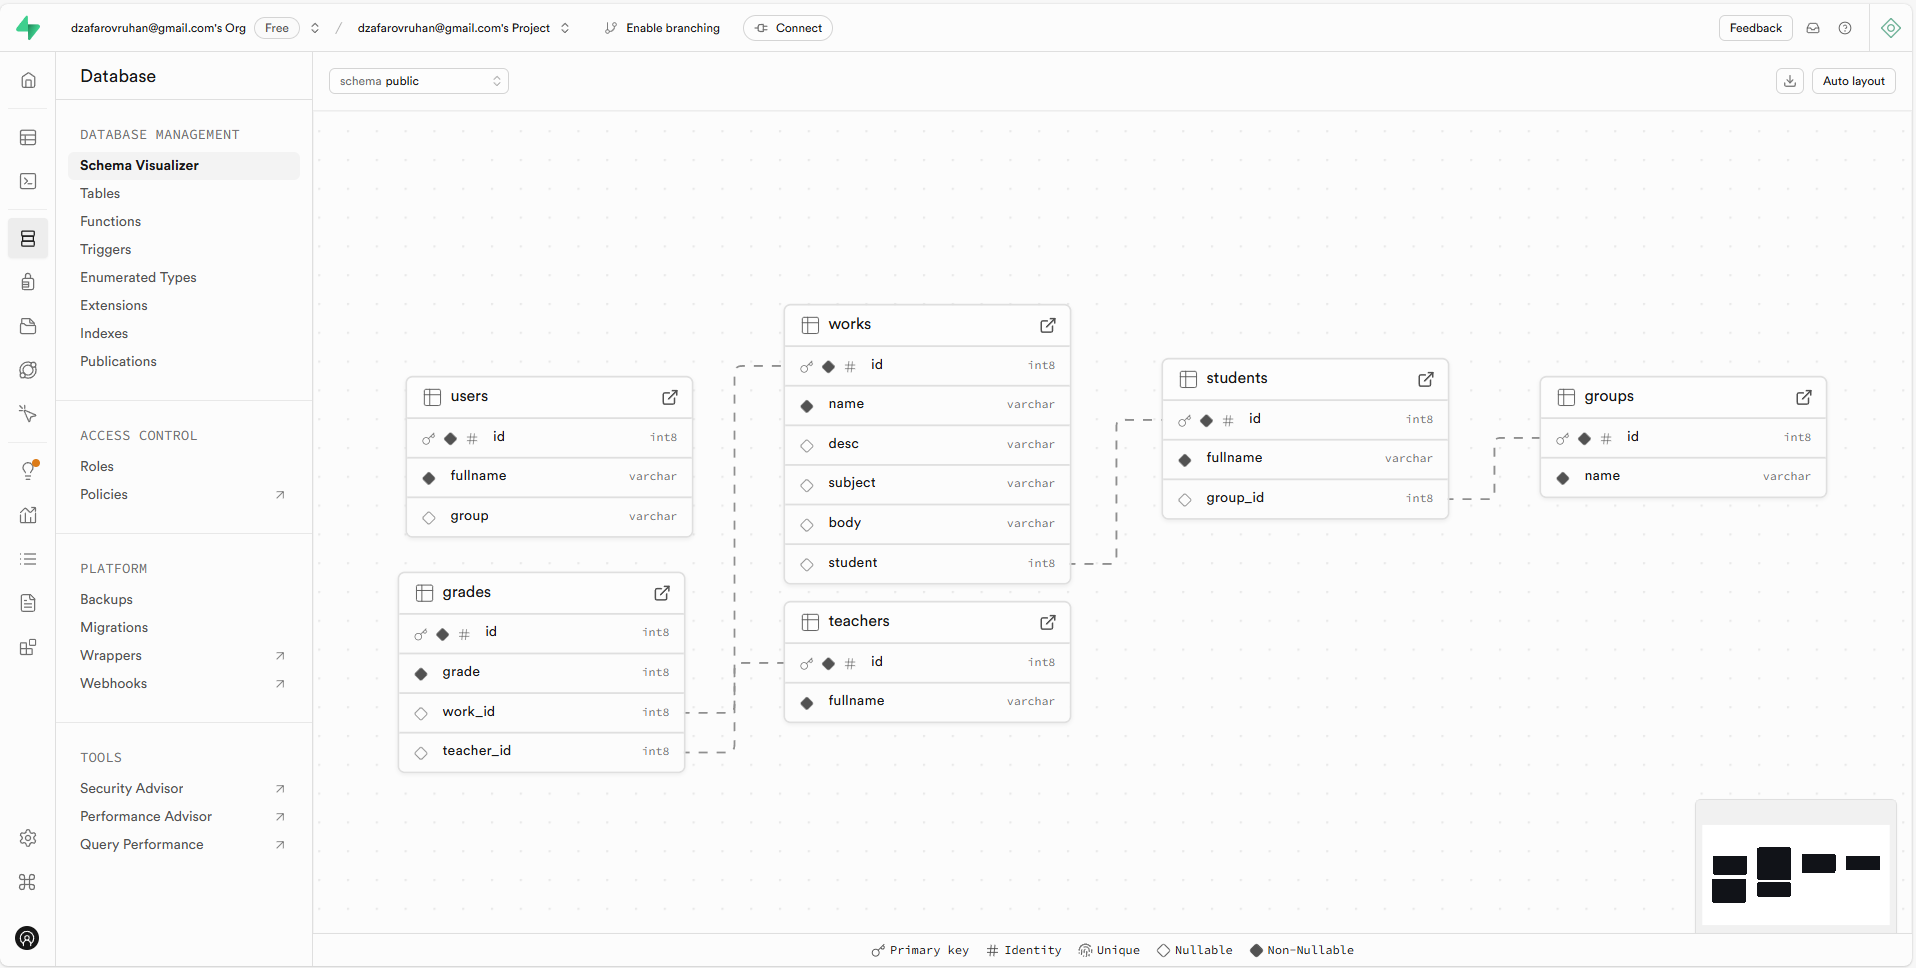 dzafarovruhan@gmail.com's Org Free / dzafarovruhan@gmail.com's Project Enable branching Connect Feedback
Database
schema public
Auto layout
DATABASE MANAGEMENT
Schema Visualizer
Tables
Functions
Triggers
Enumerated Types
Extensions
Indexes
Publications
ACCESS CONTROL
Roles
Policies
PLATFORM
Backups
Migrations
Wrappers
Webhooks
TOOLS
Security Advisor
Performance Advisor
Query Performance
users
id int8
fullname varchar
group varchar
grades
id int8
grade int8
work_id int8
teacher_id int8
works
id int8
name varchar
desc varchar
subject varchar
body varchar
student int8
teachers
id int8
fullname varchar
students
id int8
fullname varchar
group_id int8
groups
id int8
name varchar
Primary key Identity Unique Nullable Non-Nullable